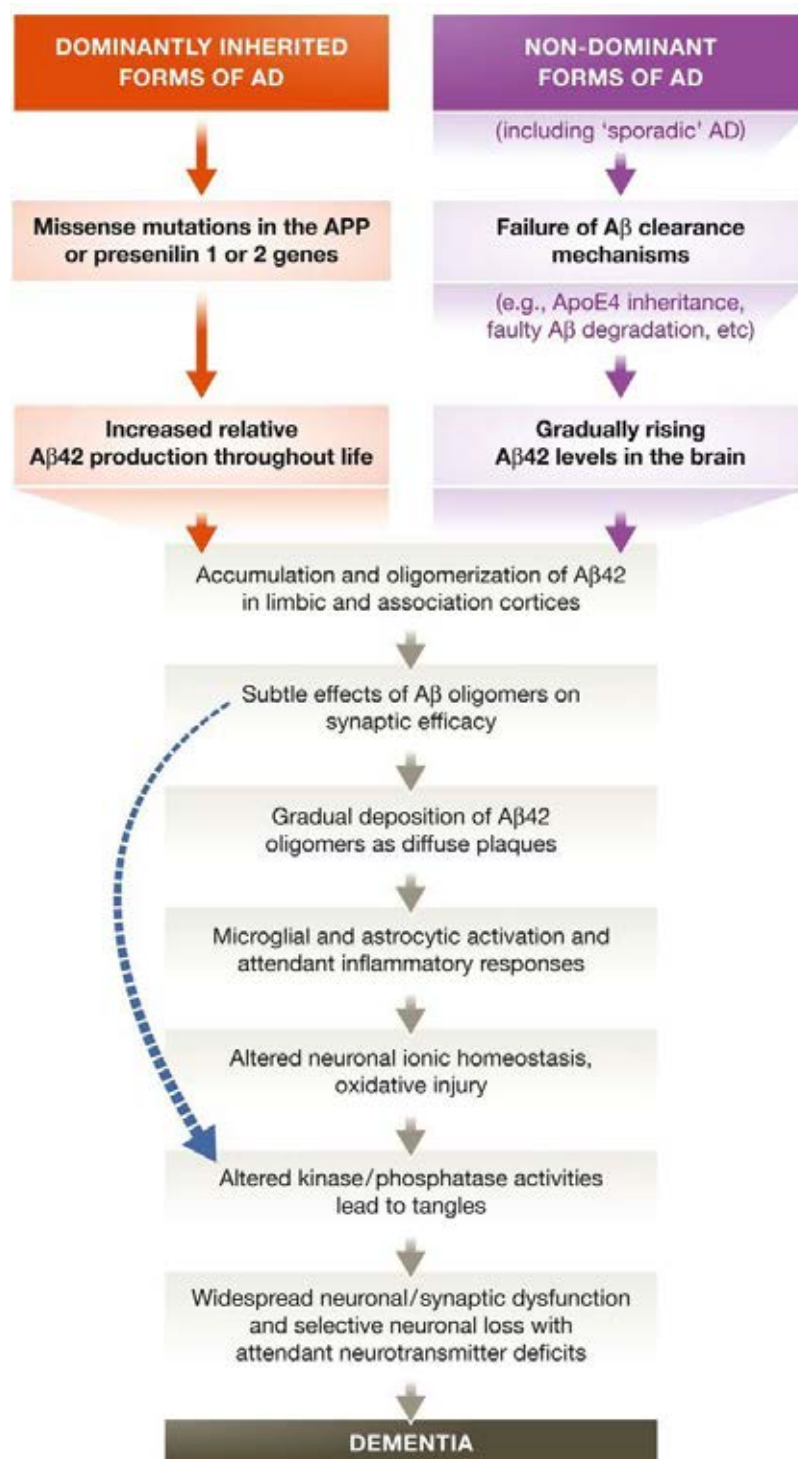 DOMINANTLY INHERITED
FORMS OF AD
Missense mutations in the APP
or presenilin 1 or 2 genes
Increased relative
Aβ42 production throughout life
NON-DOMINANT
FORMS OF AD
(including ‘sporadic’ AD)
Failure of Aβ clearance
mechanisms
(e.g., ApoE4 inheritance,
faulty Aβ degradation, etc)
Gradually rising
Aβ42 levels in the brain
Accumulation and oligomerization of Aβ42
in limbic and association cortices
Subtle effects of Aβ oligomers on
synaptic efficacy
Gradual deposition of Aβ42
oligomers as diffuse plaques
Microglial and astrocytic activation and
attendant inflammatory responses
Altered neuronal ionic homeostasis,
oxidative injury
Altered kinase/phosphatase activities
lead to tangles
Widespread neuronal/synaptic dysfunction
and selective neuronal loss with
attendant neurotransmitter deficits
DEMENTIA